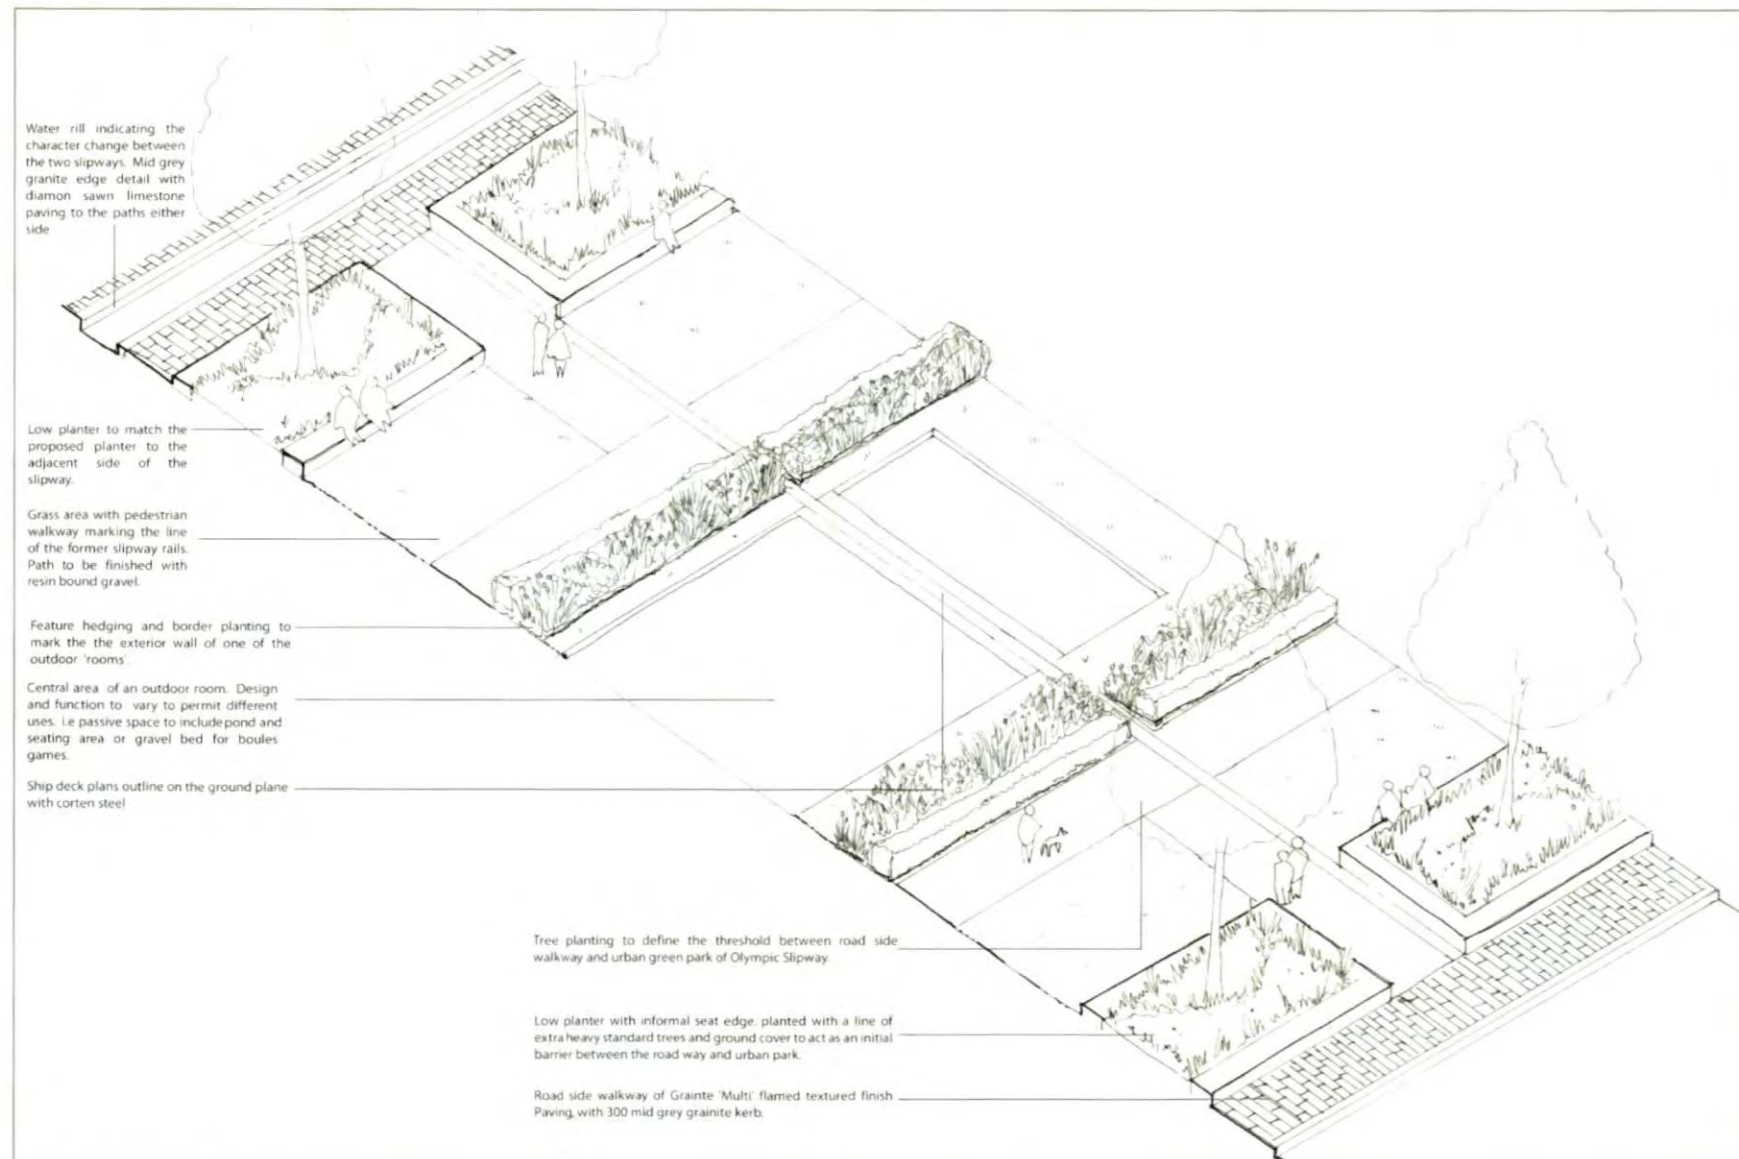 Water rill indicating the
character change between
the two slipways. Mid grey
granite edge detail with
diamon sawn limestone
paving to the paths either
side
Low planter to match the
proposed planter to the
adjacent side of the
slipway.
Grass area with pedestrian
walkway marking the line
of the former slipway rails.
Path to be finished with
resin bound gravel.
Feature hedging and border planting to
mark the the exterior wall of one of the
outdoor 'rooms'.
Central area of an outdoor room. Design
and function to vary to permit different
uses. i.e passive space to include pond and
seating area or gravel bed for boules
games.
Ship deck plans outline on the ground plane
with corten steel
Tree planting to define the threshold between road side
walkway and urban green park of Olympic Slipway.
Low planter with informal seat edge. planted with a line of
extra heavy standard trees and ground cover to act as an initial
barrier between the road way and urban park.
Road side walkway of Grainte 'Multi' flamed textured finish
Paving, with 300 mid grey grainite kerb.